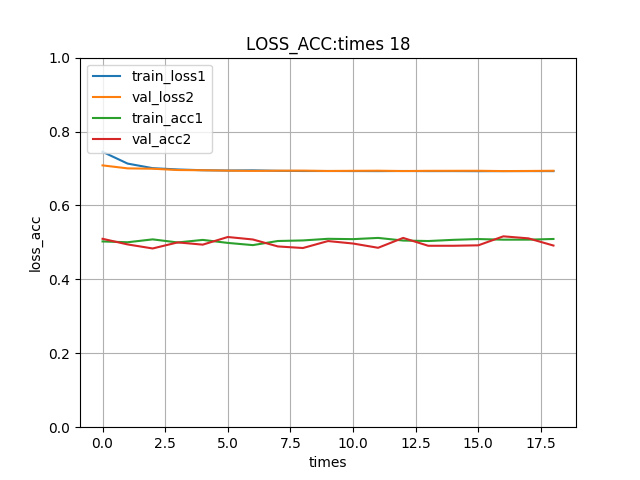 LOSS_ACC:times 18
1.0
0.8
0.6
0.4
0.2
0.0
loss_acc
train_loss1
val_loss2
train_acc1
val_acc2
0.0 2.5 5.0 7.5 10.0 12.5 15.0 17.5
times